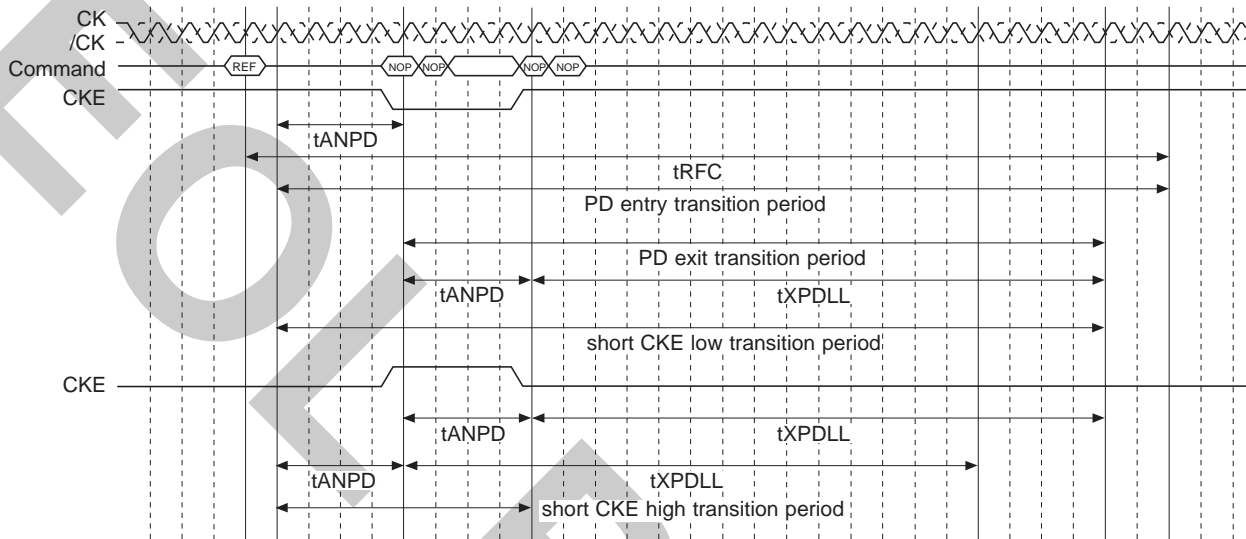 CK
/CK
Command
REF
NOP
NOP
NOP
NOP
CKE
tANPD
tRFC
PD entry transition period
PD exit transition period
tANPD
tXPDLL
short CKE low transition period
CKE
tANPD
tXPDLL
tANPD
tXPDLL
short CKE high transition period